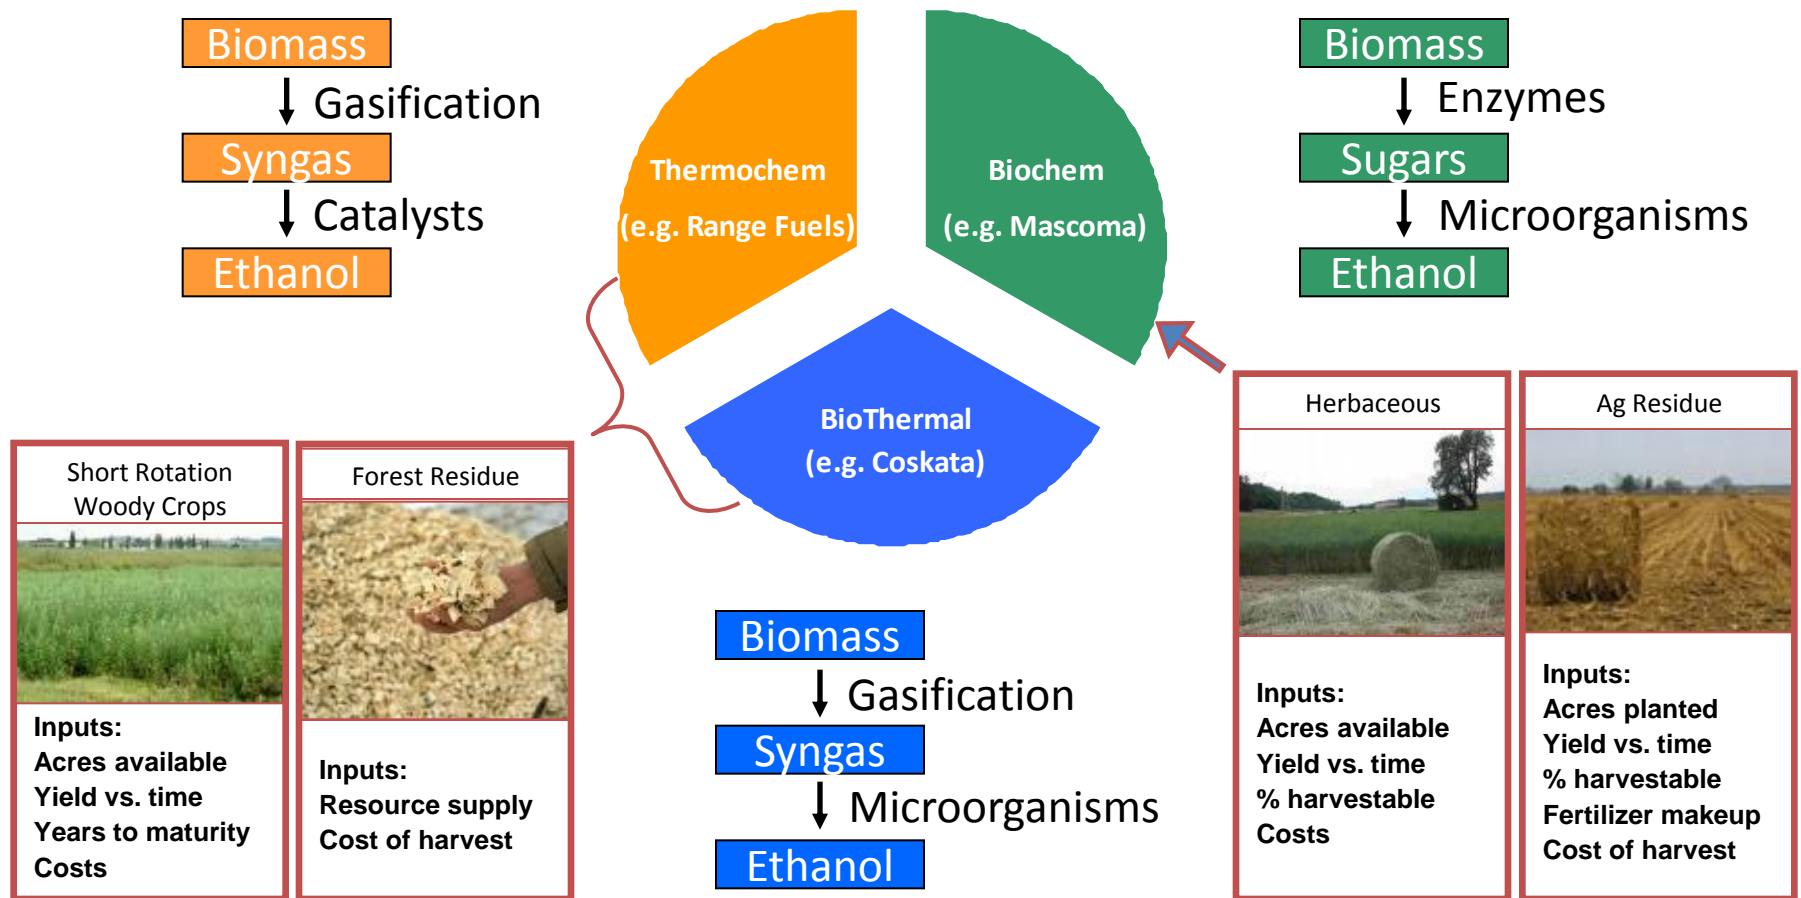 Biomass
Gasification
Syngas
Catalysts
Ethanol
Thermochem
(e.g. Range Fuels)
Biochem
(e.g. Mascoma)
BioThermal
(e.g. Coskata)
Biomass
Enzymes
Sugars
Microorganisms
Ethanol
Short Rotation
Woody Crops
Inputs:
Acres available
Yield vs. time
Years to maturity
Costs
Forest Residue
Inputs:
Resource supply
Cost of harvest
Biomass
Gasification
Syngas
Microorganisms
Ethanol
Herbaceous
Inputs:
Acres available
Yield vs. time
% harvestable
Costs
Ag Residue
Inputs:
Acres planted
Yield vs. time
% harvestable
Fertilizer makeup
Cost of harvest